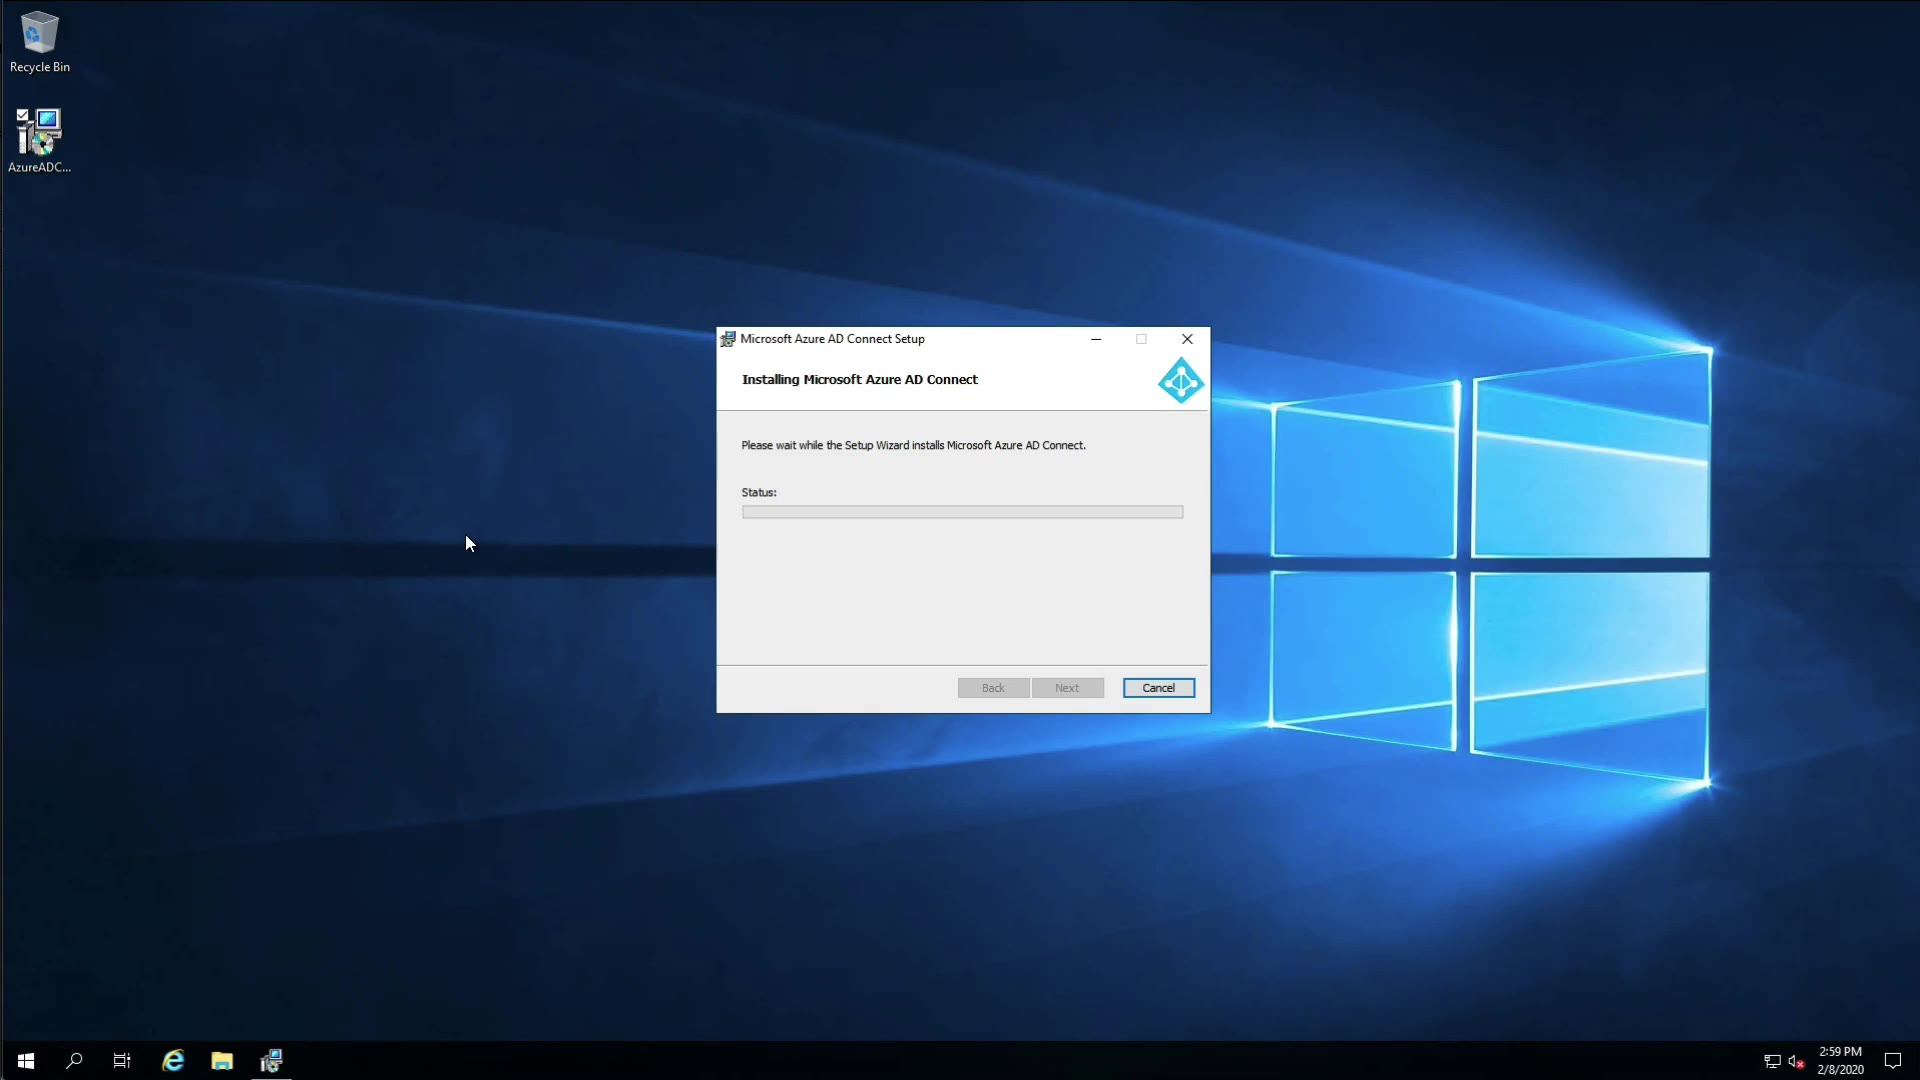 Recycle Bin
AzureADC...
Microsoft Azure AD Connect Setup
Installing Microsoft Azure AD Connect
Please wait while the Setup Wizard installs Microsoft Azure AD Connect.
Status:
Back
Next
Cancel
2:59 PM
2/8/2020